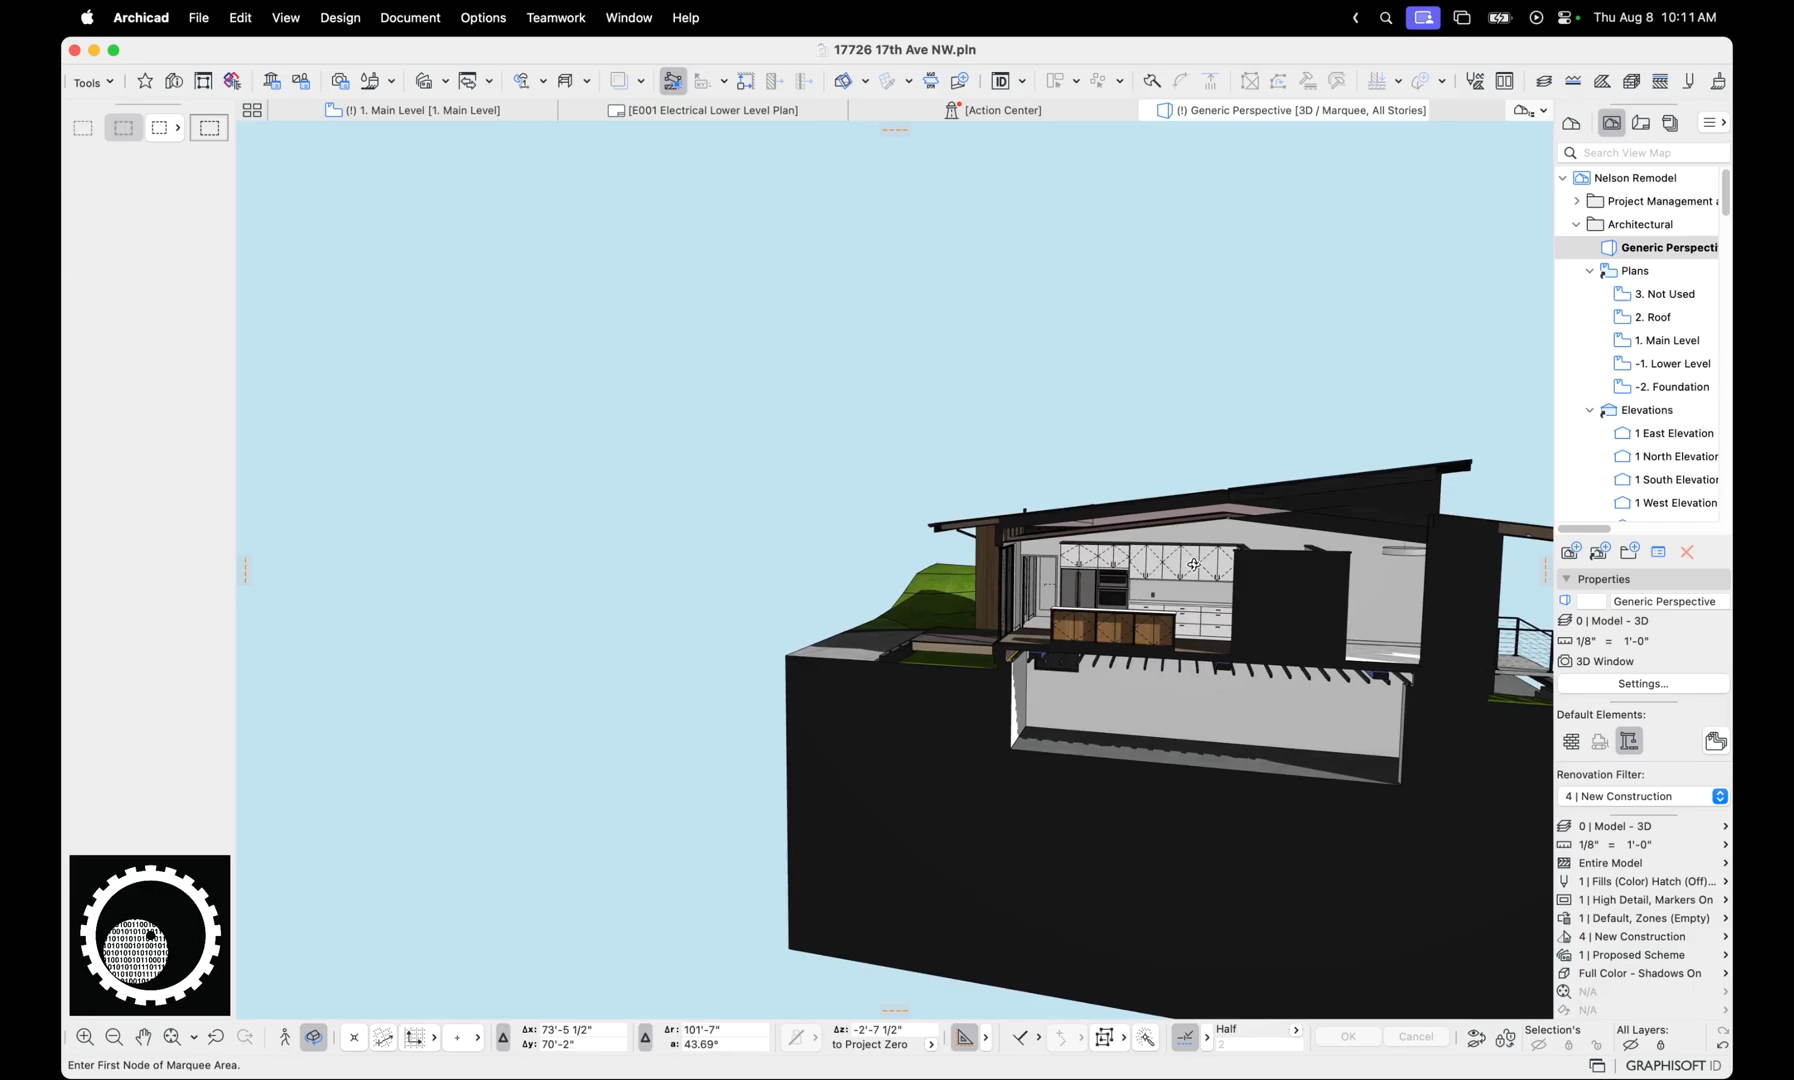 Archicad File Edit View Design Document Options Teamwork Window Help
Thu Aug 8 10:11 AM
17726 17th Ave NW.pln
Tools
ID
(!) 1. Main Level [1. Main Level]
[E001 Electrical Lower Level Plan]
[Action Center]
(!) Generic Perspective [3D / Marquee, All Stories]
Search View Map
Nelson Remodel
Project Management a
Architectural
Generic Perspecti
Plans
3. Not Used
2. Roof
1. Main Level
-1. Lower Level
-2. Foundation
Elevations
1 East Elevation
1 North Elevation
1 South Elevation
1 West Elevation
Properties
Generic Perspective
0 | Model - 3D
1/8" = 1'-0"
3D Window
Settings...
Default Elements:
Renovation Filter:
4 | New Construction
0 | Model - 3D
1/8" = 1'-0"
Entire Model
1 | Fills (Color) Hatch (Off)...
1 | High Detail, Markers On
1 | Default, Zones (Empty)
4 | New Construction
1 | Proposed Scheme
Full Color - Shadows On
N/A
N/A
Δx: 73'-5 1/2"
Δy: 70'-2"
Δr: 101'-7"
a: 43.69°
Δz: -2'-7 1/2"
to Project Zero
Half
2
OK
Cancel
Selection's
All Layers:
Enter First Node of Marquee Area.
GRAPHISOFT ID